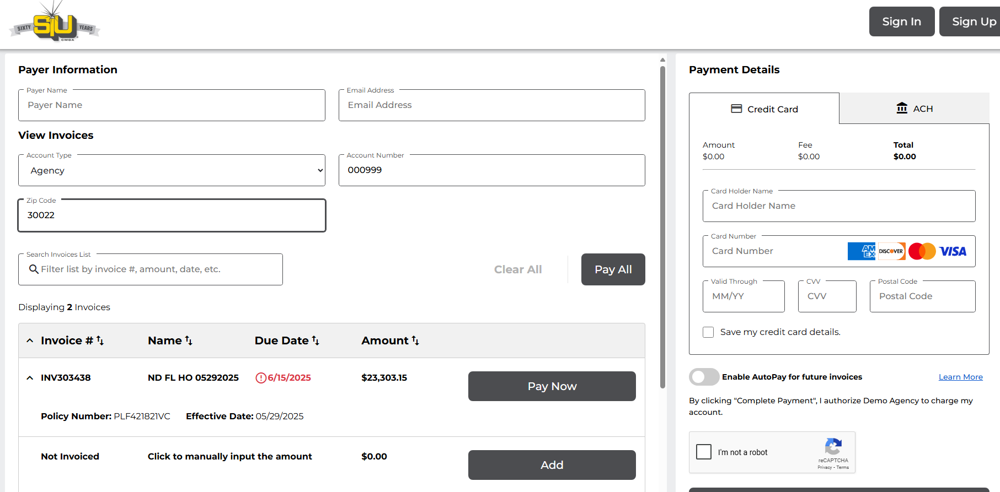 SIXTY SIU YEARS
CMGA
Sign In
Sign Up
Payer Information
Payer Name
Payer Name
Email Address
Email Address
View Invoices
Account Type
Agency
Account Number
000999
Zip Code
30022
Search Invoices List
Filter list by invoice #, amount, date, etc.
Clear All
Pay All
Displaying 2 Invoices
Invoice # Name Due Date Amount
INV303438 ND FL HO 05292025 6/15/2025 $23,303.15 Pay Now
Policy Number: PLF421821VC Effective Date: 05/29/2025
Not Invoiced Click to manually input the amount $0.00 Add
Payment Details
Credit Card
ACH
Amount Fee Total
$0.00 $0.00 $0.00
Card Holder Name
Card Holder Name
Card Number
Card Number
AM
EX
DISCOVER
VISA
Valid Through
MM/YY
CVV
CVV
Postal Code
Postal Code
Save my credit card details.
Enable AutoPay for future invoices
Learn More
By clicking "Complete Payment", I authorize Demo Agency to charge my
account.
I'm not a robot
reCAPTCHA
Privacy - Terms